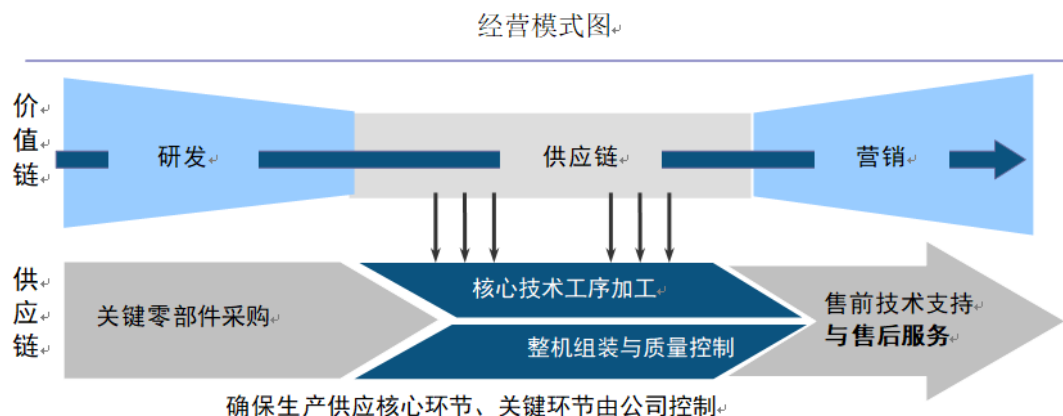 经营模式图
价值链
研发
供应链
营销
供应链
关键零部件采购
核心技术工序加工
整机组装与质量控制
售前技术支持
与售后服务
确保生产供应核心环节、关键环节由公司控制